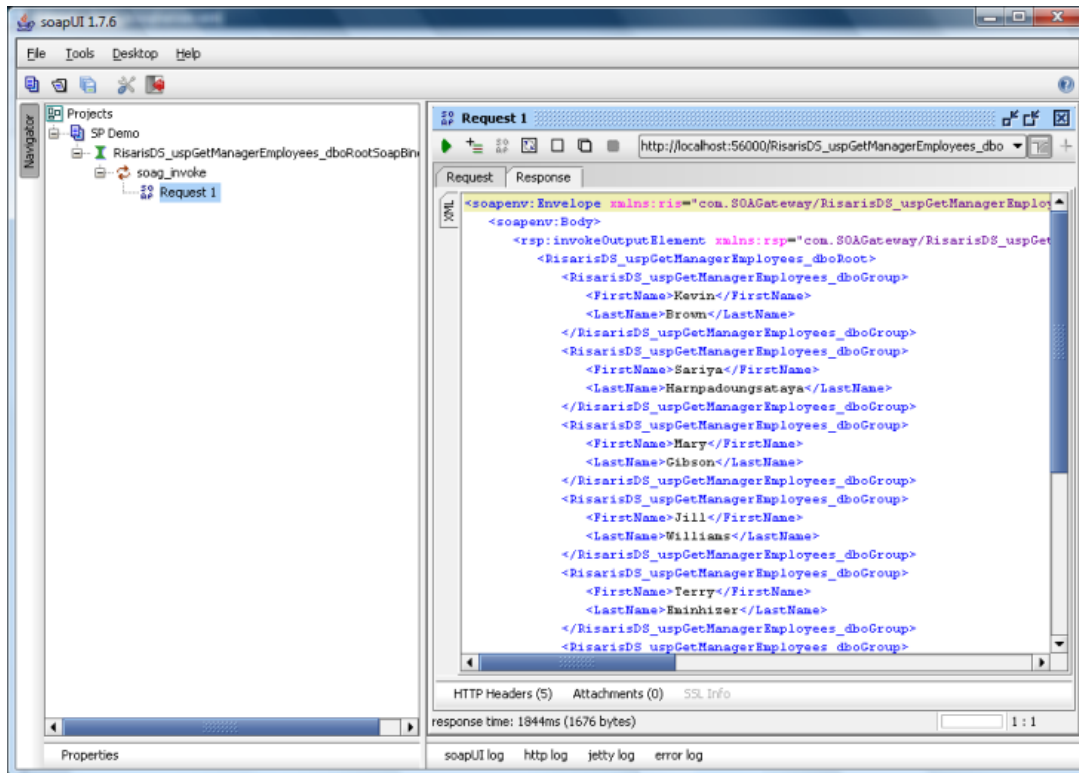 soapUI 1.7.6
File Tools Desktop Help
Navigator
Projects
SP Demo
RisarisDS_uspGetManagerEmployees_dboRootSoapBin
soag_invoke
Request 1
Request 1
http://localhost:56000/RisarisDS_uspGetManagerEmployees_dbo
Request Response
XML
<soapenv:Envelope xmlns:ris="com.SOAGateway/RisarisDS_uspGetManagerEmploy
<soapenv:Body>
<rsp:invokeOutputElement xmlns:rsp="com.SOAGateway/RisarisDS_uspGet
<RisarisDS_uspGetManagerEmployees_dboRoot>
<RisarisDS_uspGetManagerEmployees_dboGroup>
<FirstName>Kevin</FirstName>
<LastName>Brown</LastName>
</RisarisDS_uspGetManagerEmployees_dboGroup>
<RisarisDS_uspGetManagerEmployees_dboGroup>
<FirstName>Sariya</FirstName>
<LastName>Harnpadoungsataya</LastName>
</RisarisDS_uspGetManagerEmployees_dboGroup>
<RisarisDS_uspGetManagerEmployees_dboGroup>
<FirstName>Mary</FirstName>
<LastName>Gibson</LastName>
</RisarisDS_uspGetManagerEmployees_dboGroup>
<RisarisDS_uspGetManagerEmployees_dboGroup>
<FirstName>Jill</FirstName>
<LastName>Williams</LastName>
</RisarisDS_uspGetManagerEmployees_dboGroup>
<RisarisDS_uspGetManagerEmployees_dboGroup>
<FirstName>Terry</FirstName>
<LastName>Eminhizer</LastName>
</RisarisDS_uspGetManagerEmployees_dboGroup>
<RisarisDS_uspGetManagerEmployees_dboGroup>
HTTP Headers (5) Attachments (0) SSL Info
response time: 1844ms (1676 bytes) 1 : 1
Properties
soapUI log http log jetty log error log